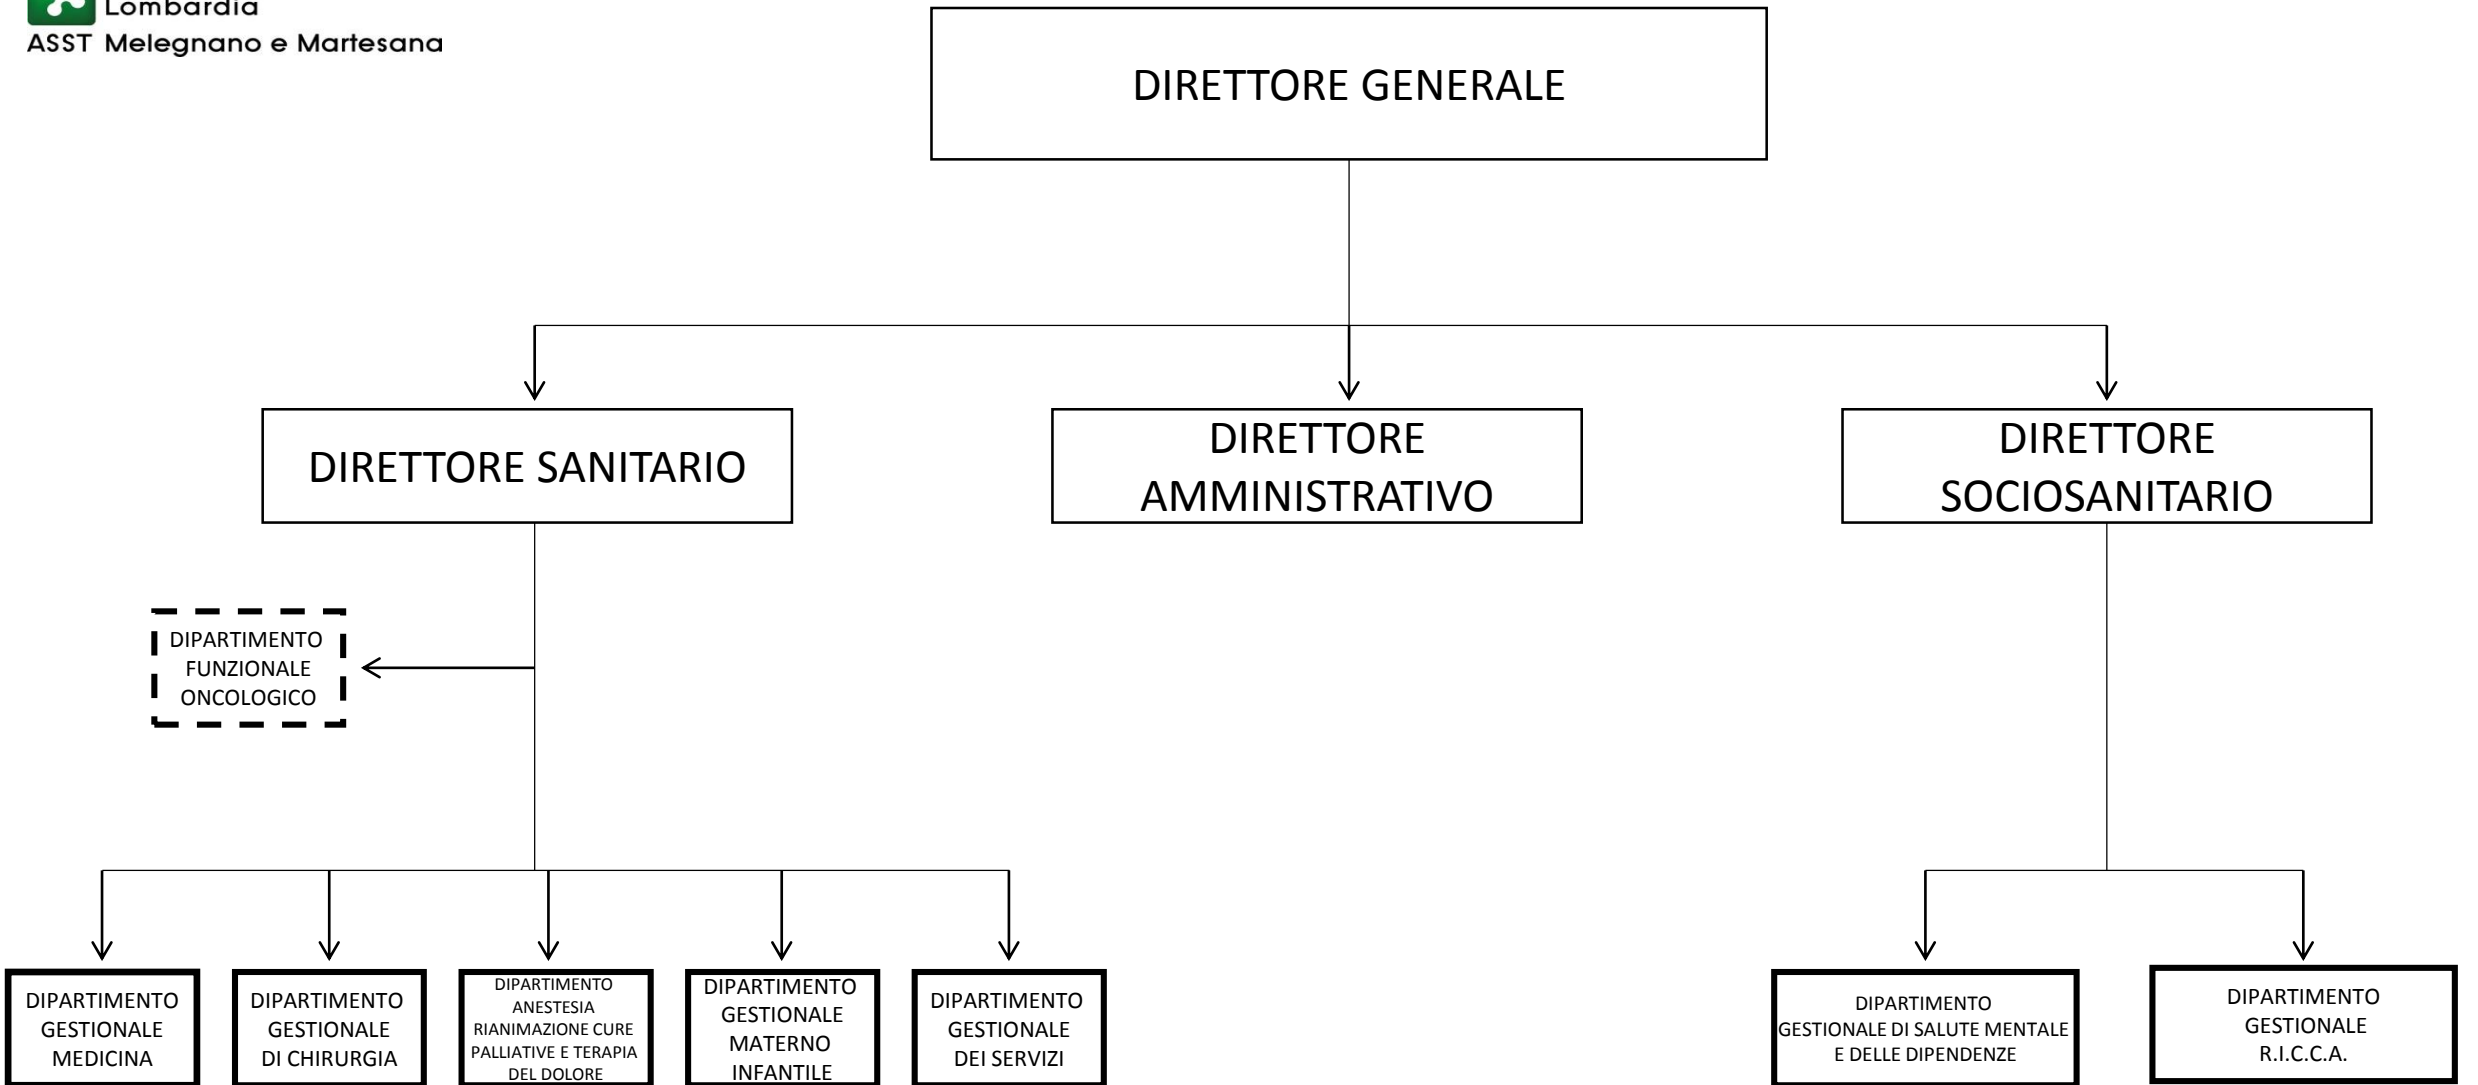 Lombardia
ASST Melegnano e Martesana
DIRETTORE GENERALE
DIRETTORE SANITARIO
DIRETTORE
AMMINISTRATIVO
DIRETTORE
SOCIOSANITARIO
DIPARTIMENTO
FUNZIONALE
ONCOLOGICO
DIPARTIMENTO
GESTIONALE
MEDICINA
DIPARTIMENTO
GESTIONALE
DI CHIRURGIA
DIPARTIMENTO
ANESTESIA
RIANIMAZIONE CURE
PALLIATIVE E TERAPIA
DEL DOLORE
DIPARTIMENTO
GESTIONALE
MATERNO
INFANTILE
DIPARTIMENTO
GESTIONALE
DEI SERVIZI
DIPARTIMENTO
GESTIONALE DI SALUTE MENTALE
E DELLE DIPENDENZE
DIPARTIMENTO
GESTIONALE
R.I.C.C.A.